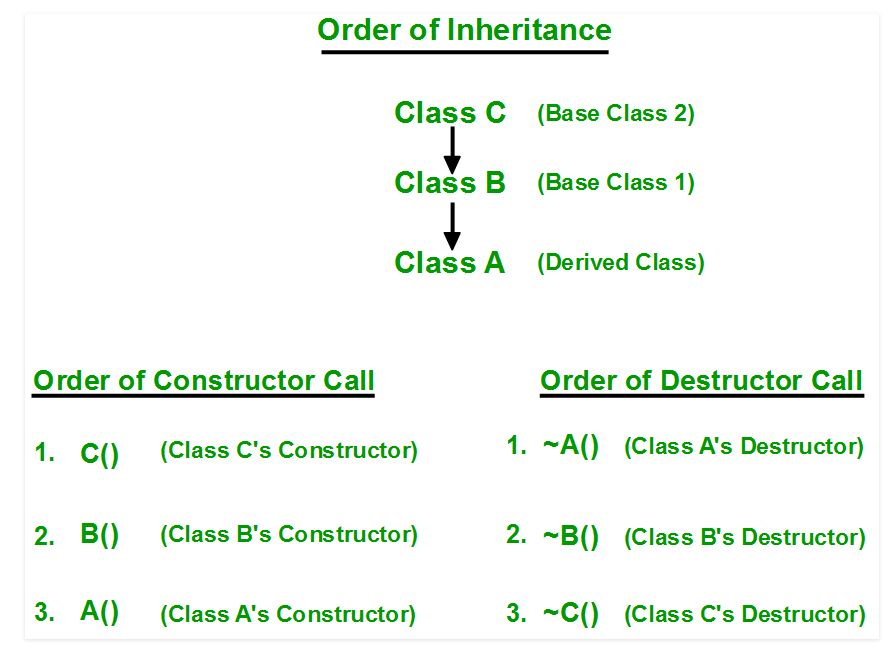 Order of Inheritance
Class C (Base Class 2)
Class B (Base Class 1)
Class A (Derived Class)
Order of Constructor Call
1. C() (Class C's Constructor)
2. B() (Class B's Constructor)
3. A() (Class A's Constructor)
Order of Destructor Call
1. ~A() (Class A's Destructor)
2. ~B() (Class B's Destructor)
3. ~C() (Class C's Destructor)